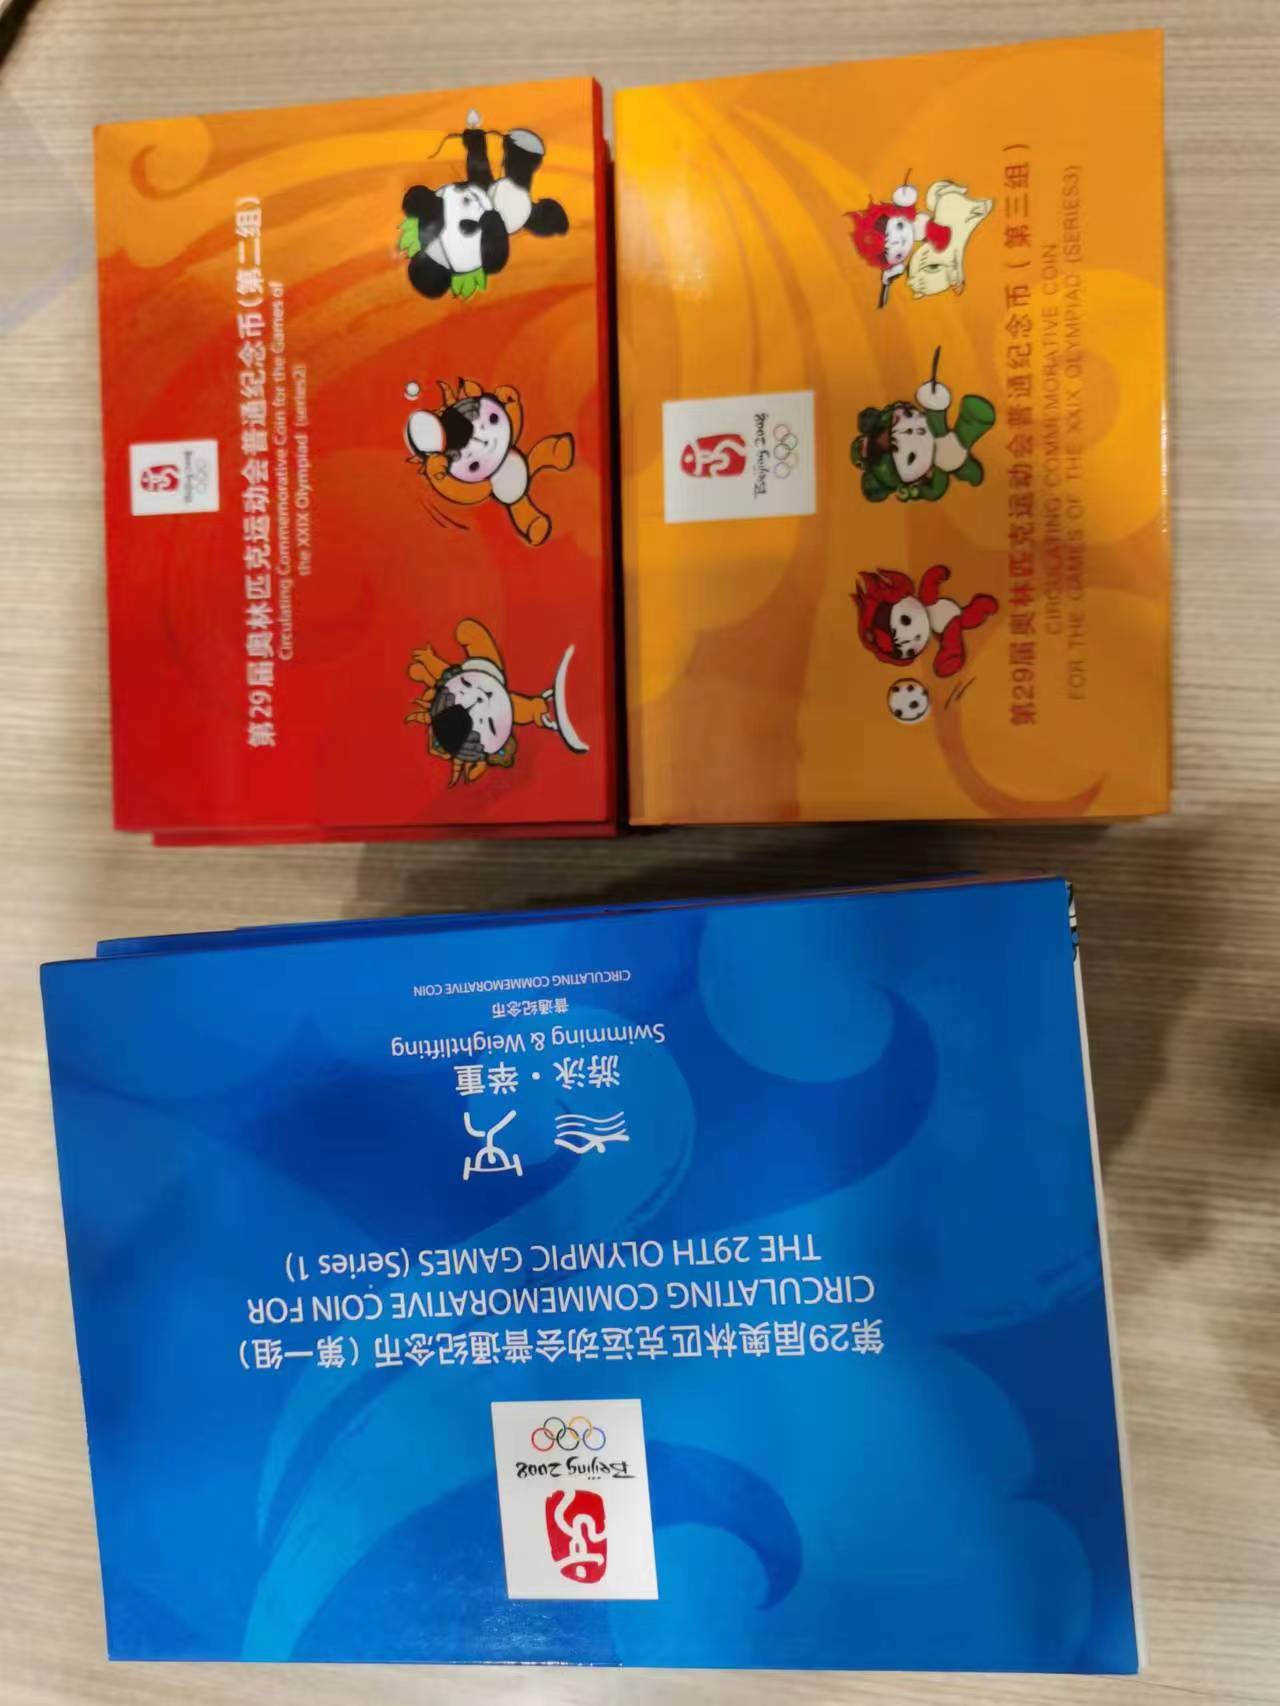 第29届奥林匹克运动会普通纪念币(第二组)
Circulating Commemorative Coin for the Games of
the XXIX Olympiad (series2)
Beijing 2008
第29届奥林匹克运动会普通纪念币(第三组)
CIRCULATING COMMEMORATIVE COIN
FOR THE GAMES OF THE XXIX OLYMPIAD (SERIES3)
Beijing 2008
Beijing 2008
第29届奥林匹克运动会普通纪念币(第一组)
CIRCULATING COMMEMORATIVE COIN FOR
THE 29TH OLYMPIC GAMES (Series 1)
游泳·举重
Swimming & Weightlifting
普通纪念币
CIRCULATING COMMEMORATIVE COIN